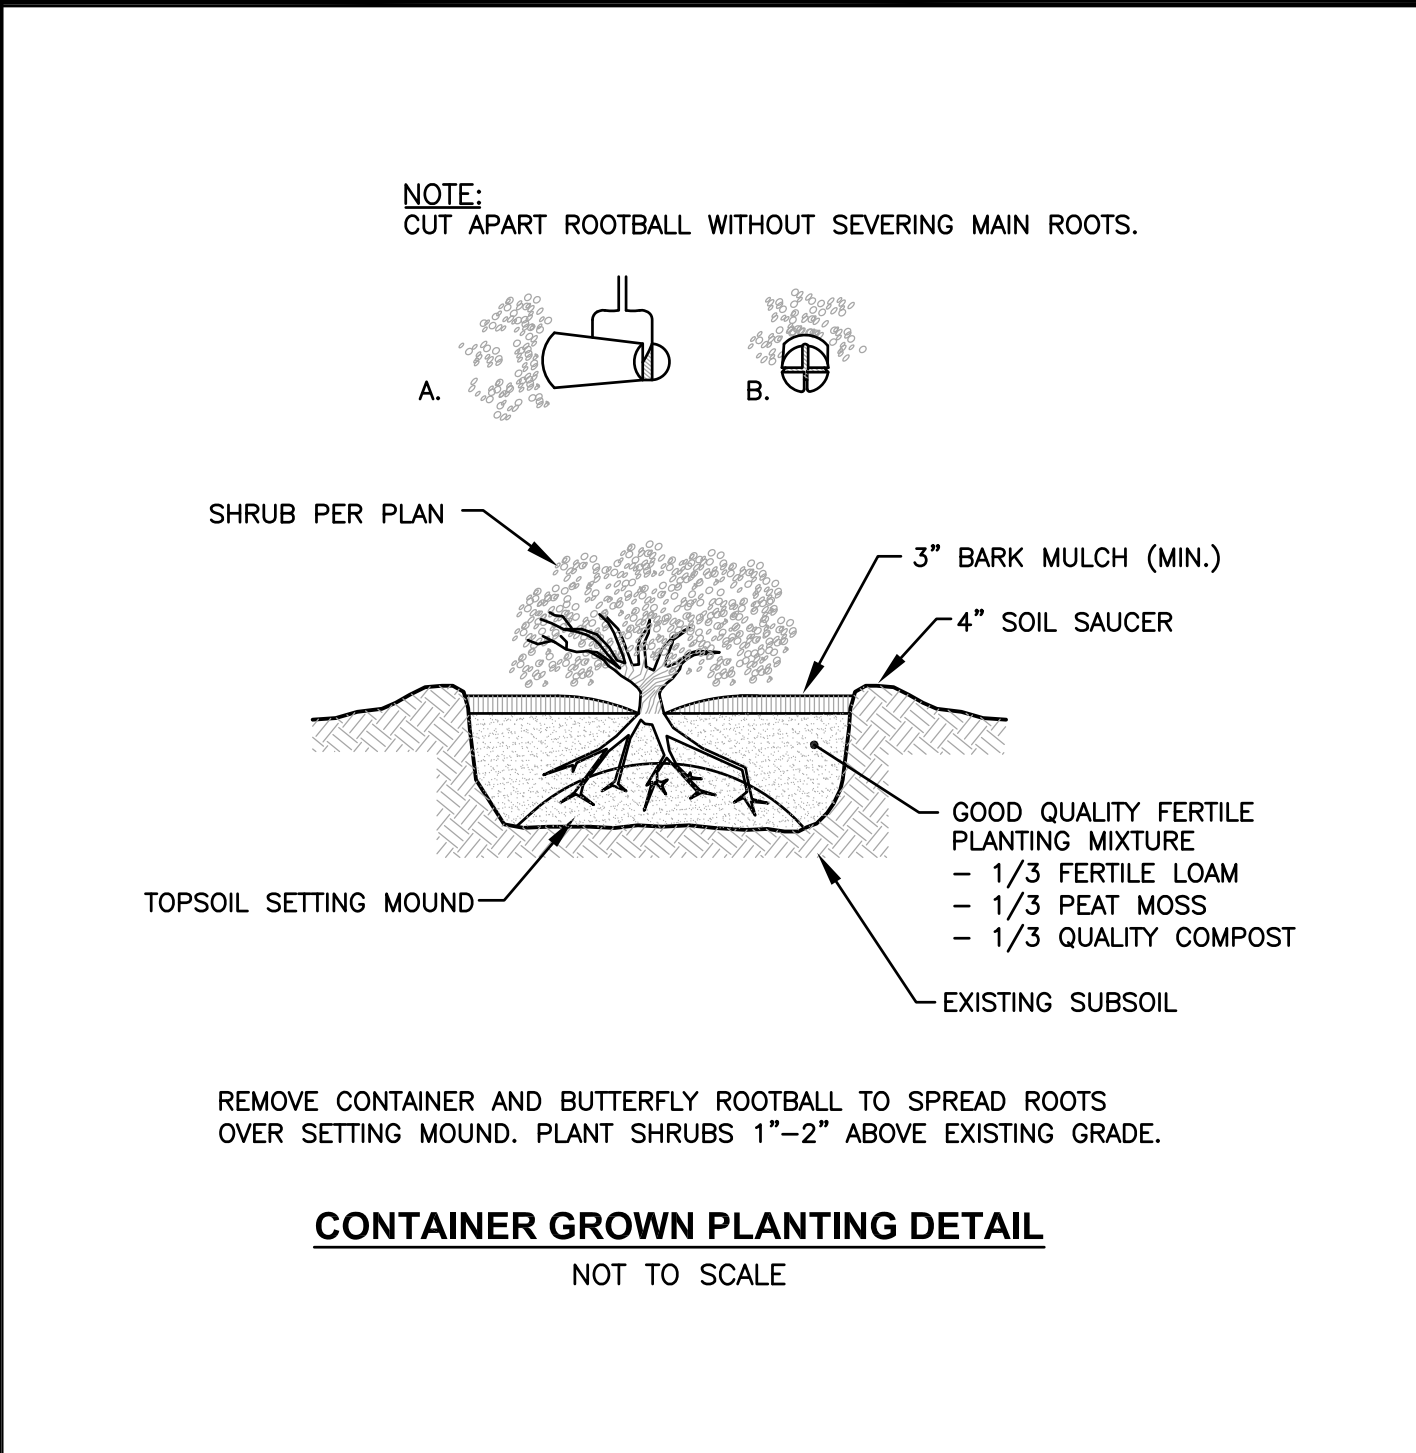 NOTE:
CUT APART ROOTBALL WITHOUT SEVERING MAIN ROOTS.
A.
B.
SHRUB PER PLAN
3" BARK MULCH (MIN.)
4" SOIL SAUCER
GOOD QUALITY FERTILE
PLANTING MIXTURE
- 1/3 FERTILE LOAM
- 1/3 PEAT MOSS
- 1/3 QUALITY COMPOST
TOPSOIL SETTING MOUND
EXISTING SUBSOIL
REMOVE CONTAINER AND BUTTERFLY ROOTBALL TO SPREAD ROOTS
OVER SETTING MOUND. PLANT SHRUBS 1"-2" ABOVE EXISTING GRADE.
CONTAINER GROWN PLANTING DETAIL
NOT TO SCALE